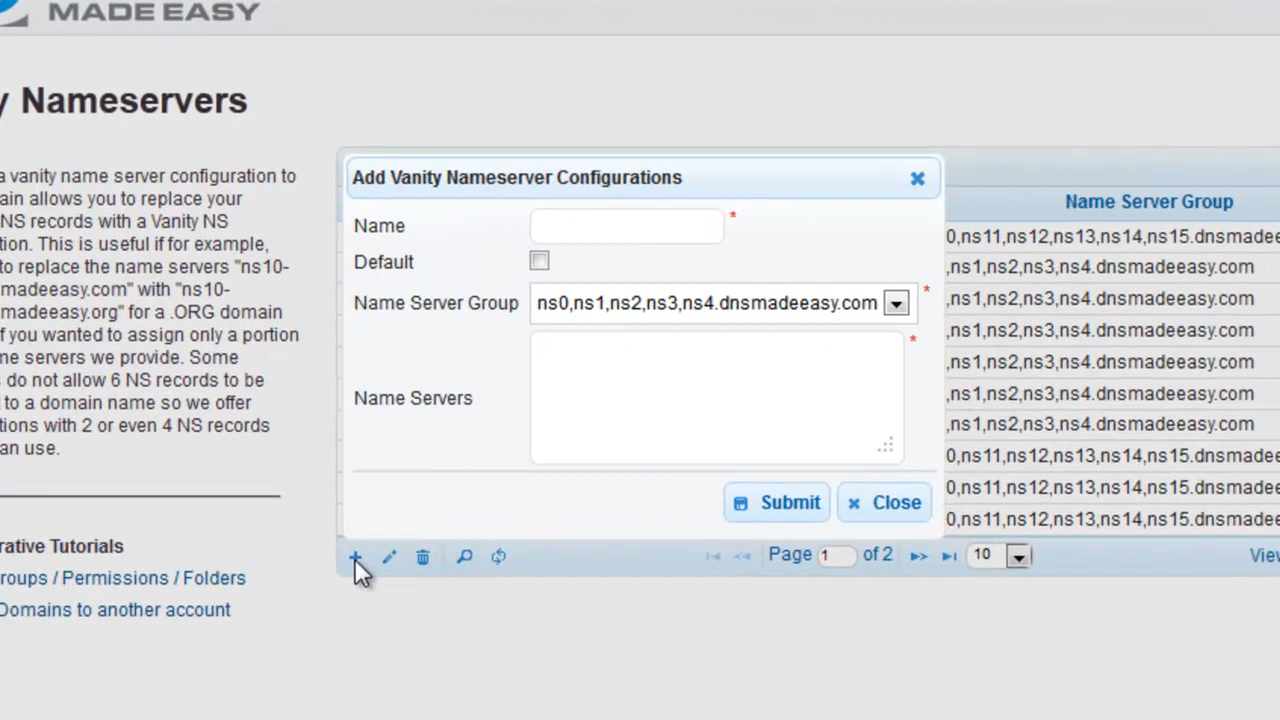 MADE EASY
y Nameservers
a vanity name server configuration to
ain allows you to replace your
NS records with a Vanity NS
tion. This is useful if for example,
to replace the name servers "ns10-
smadeeasy.com" with "ns10-
smadeeasy.org" for a .ORG domain
if you wanted to assign only a portion
me servers we provide. Some
s do not allow 6 NS records to be
t to a domain name so we offer
tions with 2 or even 4 NS records
an use.
rative Tutorials
roups / Permissions / Folders
Domains to another account
Add Vanity Nameserver Configurations
Name *
Default
Name Server Group ns0,ns1,ns2,ns3,ns4.dnsmadeeasy.com *
Name Servers *
Submit Close
Name Server Group
0,ns11,ns12,ns13,ns14,ns15.dnsmadee
,ns1,ns2,ns3,ns4.dnsmadeeasy.com
,ns1,ns2,ns3,ns4.dnsmadeeasy.com
,ns1,ns2,ns3,ns4.dnsmadeeasy.com
,ns1,ns2,ns3,ns4.dnsmadeeasy.com
,ns1,ns2,ns3,ns4.dnsmadeeasy.com
,ns1,ns2,ns3,ns4.dnsmadeeasy.com
0,ns11,ns12,ns13,ns14,ns15.dnsmadee
0,ns11,ns12,ns13,ns14,ns15.dnsmadee
0,ns11,ns12,ns13,ns14,ns15.dnsmadee
Page 1 of 2 10 View